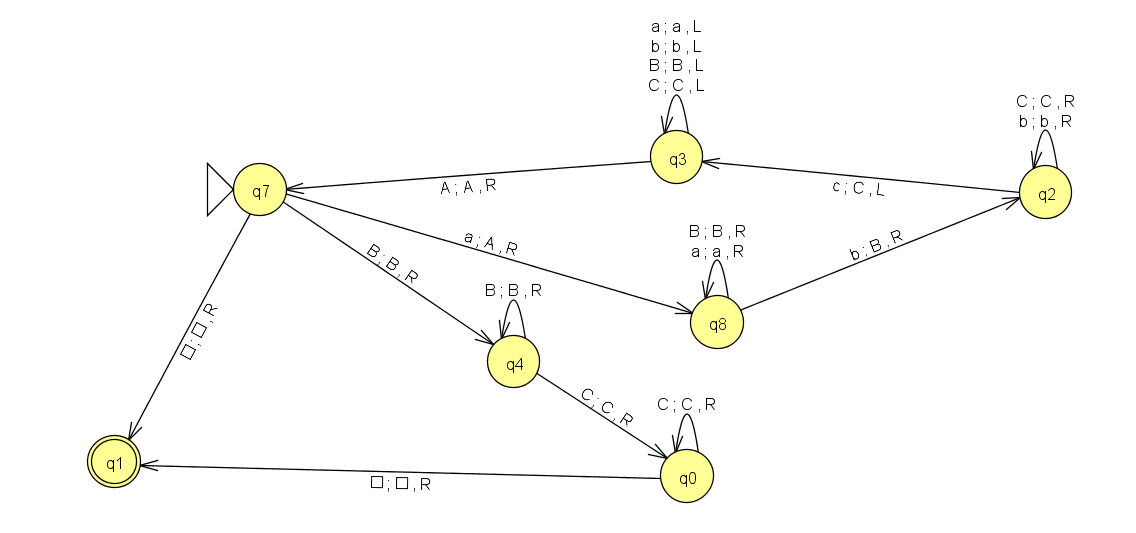 a ; a , L
b ; b , L
B ; B , L
C ; C , L
C ; C , R
b ; b , R
q3
q7
A ; A , R
c ; C , L
q2
a ; A , R
B ; B , R
a ; a , R
b ; B , R
B ; B , R
B ; B , R
q8
□ ; □ , R
q4
C ; C , R
C ; C , R
q1
□ ; □ , R
q0